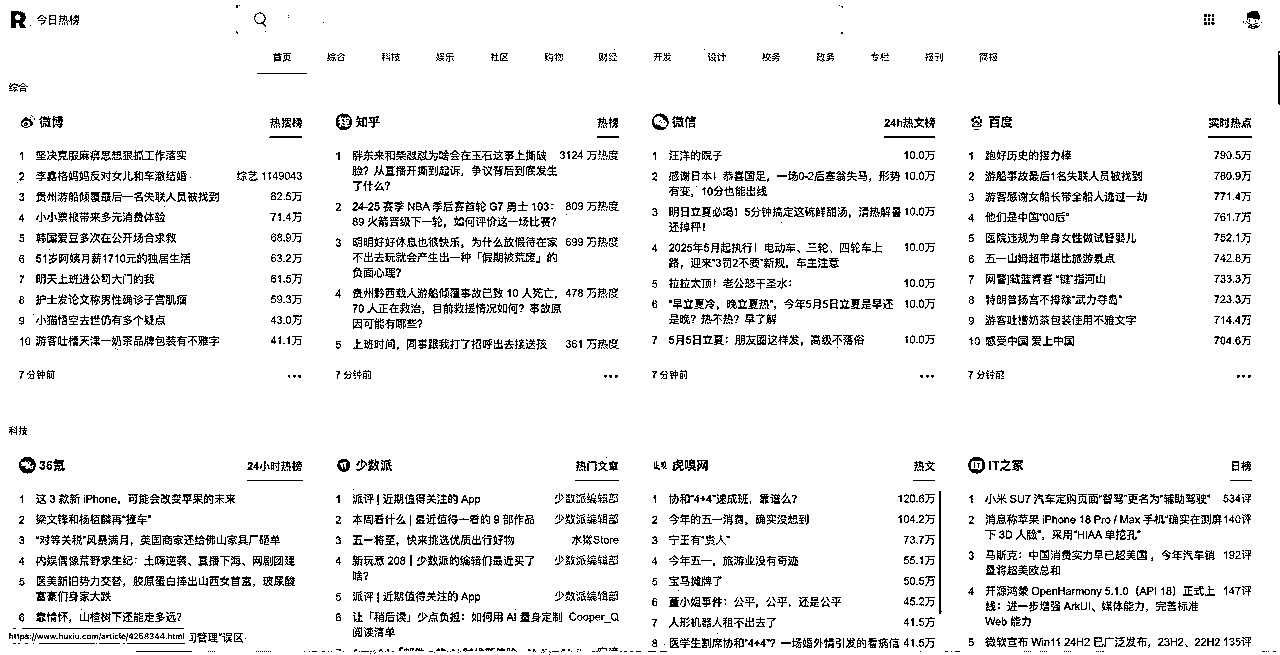 今日热榜
首页 综合 科技 娱乐 社区 购物 财经 开发 设计 校务 政务 专栏 报刊 简报
综合
微博 热搜榜
1 坚决克服麻痹思想狠抓工作落实
2 李嘉格妈妈反对女儿和车澈结婚 综艺 1149043
3 贵州游船倾覆最后一名失联人员被找到 82.5万
4 小小票根带来多元消费体验 71.4万
5 韩国爱豆多次在公开场合求救 68.9万
6 51岁阿姨月薪1710元的独居生活 63.2万
7 明天上班进公司大门的我 61.5万
8 护士发论文称男性确诊子宫肌瘤 59.3万
9 小猫悟空去世仍有多个疑点 43.0万
10 游客吐槽天津一奶茶品牌包装有不雅字 41.1万
7 分钟前
知乎 热榜
1 胖东来和柴怼怼为啥会在玉石这事上撕破 3124 万热度
脸？从直播开撕到起诉，争议背后到底发生
了什么？
2 24-25 赛季 NBA 季后赛首轮 G7 勇士 103: 809 万热度
89 火箭晋级下一轮，如何评价这一场比赛？
3 明明好好休息也很快乐，为什么放假待在家 699 万热度
不出去玩就会产生出一种「假期被荒废」的
负面心理？
4 贵州黔西载人游船倾覆事故已致 10 人死亡， 478 万热度
70 人正在救治，目前救援情况如何？事故原
因可能有哪些？
5 上班时间，同事跟我打了招呼出去接送孩 361 万热度
7 分钟前
微信 24h热文榜
1 汪洋的院子 10.0万
2 感谢日本！恭喜国足，一场0-2后塞翁失马，形势 10.0万
有变，10分也能出线
3 明日立夏必喝！5分钟搞定这碗鲜甜汤，清热解暑 10.0万
还掉秤！
4 2025年5月起执行！电动车、三轮、四轮车上 10.0万
路，迎来"3罚2不要"新规，车主注意
5 拉拉太顶！老公怒干圣水： 10.0万
6 "早立夏冷，晚立夏热"，今年5月5日立夏是早还 10.0万
是晚？热不热？早了解
7 5月5日立夏：朋友圈这样发，高级不落俗 10.0万
7 分钟前
百度 实时热点
1 跑好历史的接力棒 790.5万
2 游船事故最后1名失联人员被找到 780.9万
3 游客感谢女船长带全船人逃过一劫 771.4万
4 他们是中国"00后" 761.7万
5 医院违规为单身女性做试管婴儿 752.1万
6 五一山姆超市堪比旅游景点 742.8万
7 网警|戴蓝背春 "键"指河山 733.3万
8 特朗普扬言不排除"武力夺岛" 723.3万
9 游客吐槽奶茶包装使用不雅文字 714.4万
10 感受中国 爱上中国 704.6万
7 分钟前
科技
36氪 24小时热榜
1 这 3 款新 iPhone，可能会改变苹果的未来
2 梁文锋和杨植麟再"撞车"
3 "对等关税"风暴满月，美国商家还给佛山家具厂砸单
4 内娱偶像荒野求生纪：土嗨逆袭、直播下海、网剧团建
5 医美新旧势力交替，胶原蛋白捧出山西女首富，玻尿酸
富豪们身家大跌
6 靠情怀，山楂树下还能走多远？
https://www.huxiu.com/article/4258344.html 司管理"误区
少数派 热门文章
1 派评 | 近期值得关注的 App 少数派编辑部
2 本周看什么 | 最近值得一看的 9 部作品 少数派编辑部
3 五一将至，快来挑选优质出行好物 水獭Store
4 新玩意 208｜少数派的编辑们最近买了 少数派编辑部
啥？
5 派评 | 近期值得关注的 App 少数派编辑部
6 让「稍后读」少点负担：如何用 AI 量身定制 Cooper_Q
阅读清单
虎嗅网 热文
1 协和"4+4"速成班，靠谱么？ 120.6万
2 今年的五一消费，确实没想到 104.2万
3 宁王有"贵人" 73.7万
4 今年五一，旅游业没有奇迹 55.1万
5 宝马摊牌了 50.5万
6 董小姐事件：公平，公平，还是公平 45.2万
7 人形机器人租不出去了 41.5万
8 医学生割席协和"4+4"？一场婚外情引发的看病信 41.5万
IT之家 日榜
1 小米 SU7 汽车定购页面"智驾"更名为"辅助驾驶" 534评
2 消息称苹果 iPhone 18 Pro / Max 手机"确实在测屏 140评
下 3D 人脸"，采用"HIAA 单挖孔"
3 马斯克：中国消费实力早已超美国，今年汽车销 192评
量将超美欧总和
4 开源鸿蒙 OpenHarmony 5.1.0（API 18）正式上 147评
线：进一步增强 ArkUI、媒体能力，完善标准
Web 能力
5 微软宣布 Win11 24H2 已广泛发布，23H2、22H2 135评